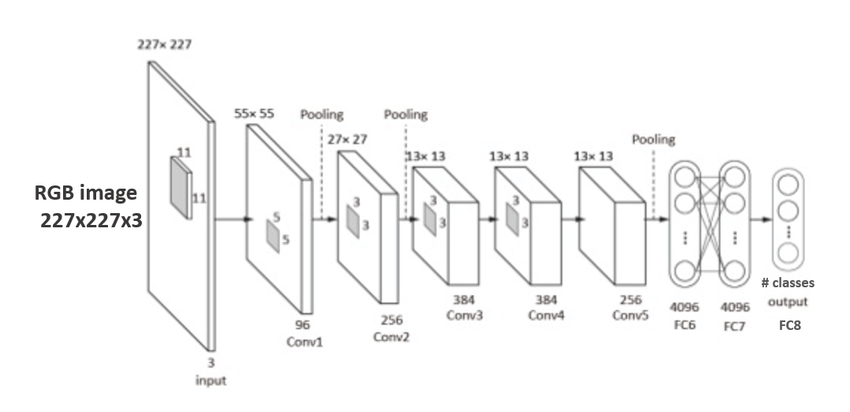 227× 227
55× 55
Pooling
Pooling
27× 27
13× 13
13× 13
13× 13
Pooling
11
11
RGB image
227x227x3
5
5
3
3
3
3
3
3
96
Conv1
256
Conv2
384
Conv3
384
Conv4
256
Conv5
4096
FC6
4096
FC7
# classes
output
FC8
3
input